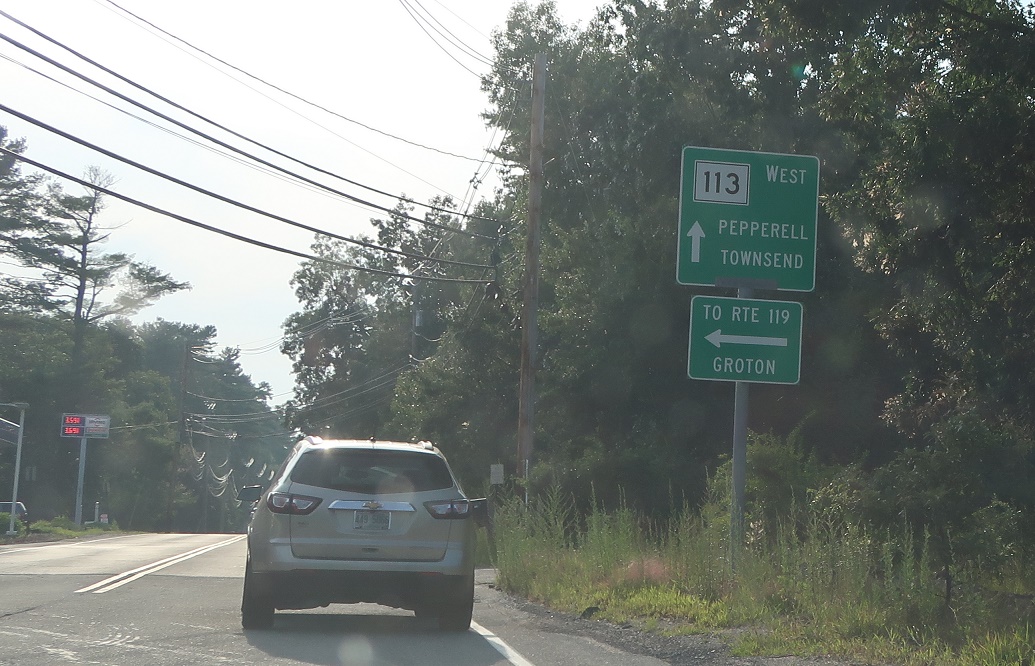 113 WEST
PEPPERELL
TOWNSEND
TO RTE 119
GROTON